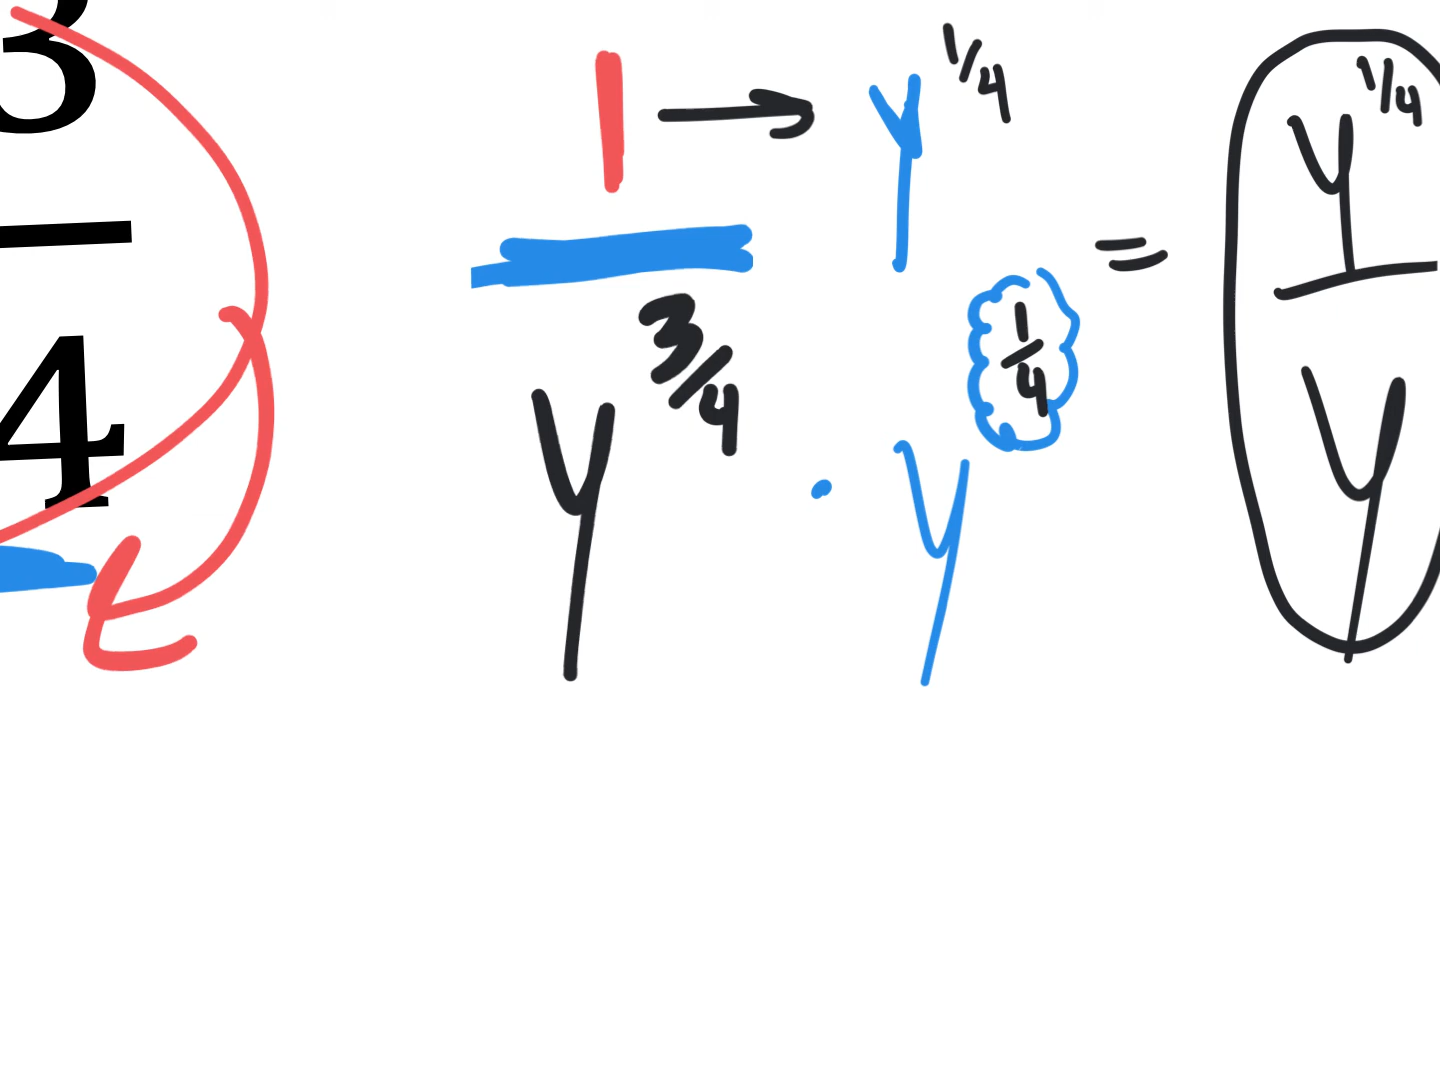 3/4
1/y^{3/4} → y^{1/4} · y^{1/4} = y^{1/4}/y